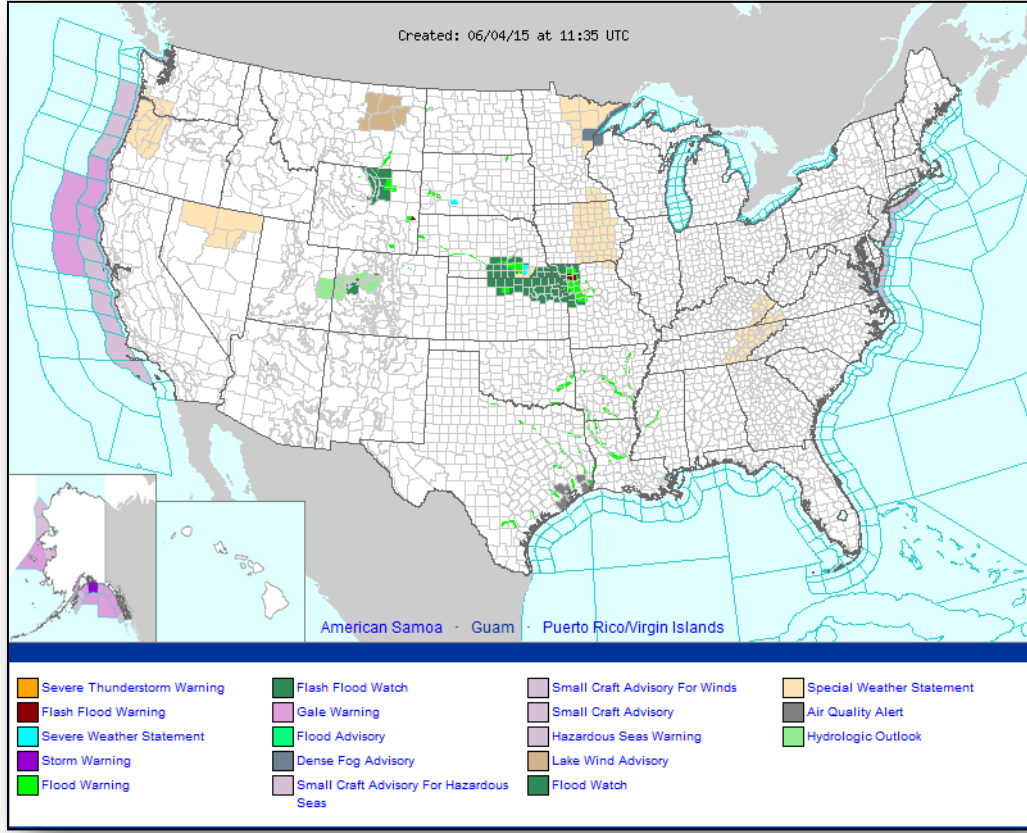 Created: 06/04/15 at 11:35 UTC
American Samoa · Guam · Puerto Rico/Virgin Islands
Severe Thunderstorm Warning
Flash Flood Warning
Severe Weather Statement
Storm Warning
Flood Warning
Flash Flood Watch
Gale Warning
Flood Advisory
Dense Fog Advisory
Small Craft Advisory For Hazardous
Seas
Small Craft Advisory For Winds
Small Craft Advisory
Hazardous Seas Warning
Lake Wind Advisory
Flood Watch
Special Weather Statement
Air Quality Alert
Hydrologic Outlook